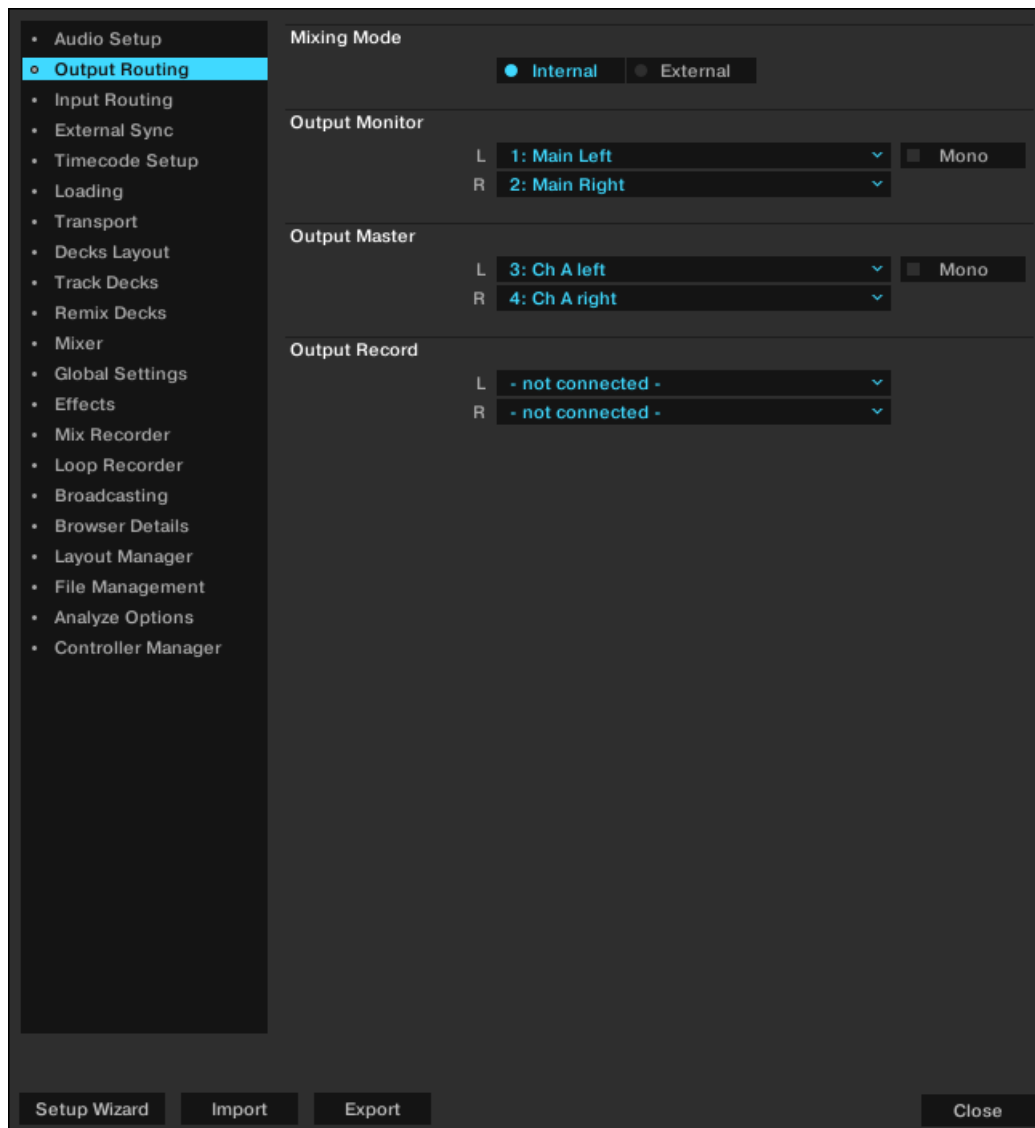 Audio Setup
Output Routing
Input Routing
External Sync
Timecode Setup
Loading
Transport
Decks Layout
Track Decks
Remix Decks
Mixer
Global Settings
Effects
Mix Recorder
Loop Recorder
Broadcasting
Browser Details
Layout Manager
File Management
Analyze Options
Controller Manager
Mixing Mode
Internal External
Output Monitor
L 1: Main Left Mono
R 2: Main Right
Output Master
L 3: Ch A left Mono
R 4: Ch A right
Output Record
L - not connected -
R - not connected -
Setup Wizard Import Export Close